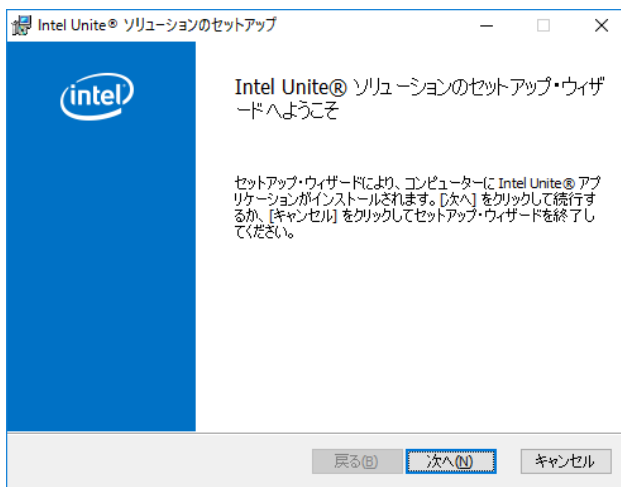 Intel Unite® ソリューションのセットアップ
intel
Intel Unite® ソリューションのセットアップ・ウィザ
ードへようこそ
セットアップ・ウィザードにより、コンピューターに Intel Unite® アプ
リケーションがインストールされます。[次へ] をクリックして続行す
るか、[キャンセル] をクリックしてセットアップ・ウィザードを終了し
てください。
戻る(B) 次へ(N) キャンセル